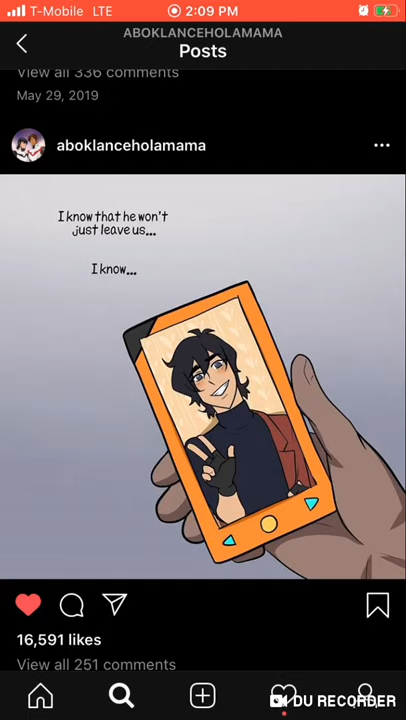 T-Mobile LTE 2:09 PM
ABOKLANCEHOLAMAMA
Posts
View all 336 comments
May 29, 2019
aboklanceholamama
I know that he won't
just leave us...
I know...
16,591 likes
View all 251 comments
DU RECORDER